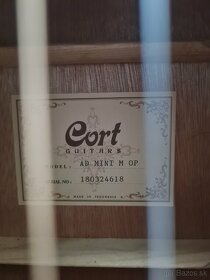 Cort
GUITARS
MODEL: AD MINI M OP
SERIAL NO.: 180324618
MADE IN INDONESIA
bazos.sk